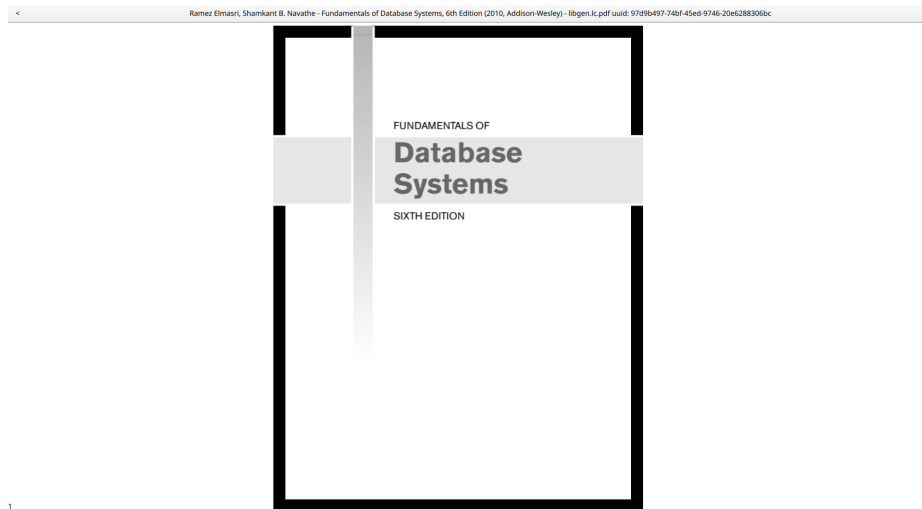 <
Ramez Elmasri, Shamkant B. Navathe - Fundamentals of Database Systems, 6th Edition (2010, Addison-Wesley) - libgen.lc.pdf uuid: 97d9b497-74bf-45ed-9746-20e6288306bc
FUNDAMENTALS OF
Database
Systems
SIXTH EDITION
1